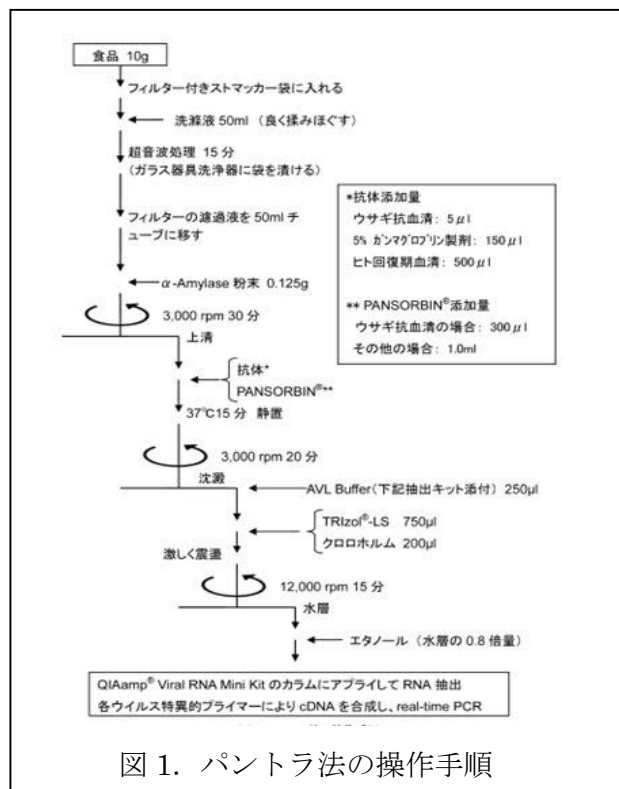 食品 10g
フィルター付きストマッカー袋に入れる
洗滌液 50ml （良く揉みほぐす）
超音波処理 15分
(ガラス器具洗浄器に袋を漬ける)
フィルターの濾過液を 50ml チ
ューブに移す
α-Amylase 粉末 0.125g
3,000 rpm 30 分
上清
*抗体添加量
ウサギ抗血清： 5μl
5% ガンマグロブリン製剤： 150μl
ヒト回復期血清： 500μl
** PANSORBIN®添加量
ウサギ抗血清の場合： 300μl
その他の場合： 1.0ml
抗体*
PANSORBIN®**
37℃15 分 静置
3,000 rpm 20 分
沈澱
AVL Buffer（下記抽出キット添付） 250μl
TRIzol®-LS 750μl
クロロホルム 200μl
激しく震盪
12,000 rpm 15 分
水層
エタノール （水層の 0.8 倍量）
QIAamp® Viral RNA Mini Kit のカラムにアプライして RNA 抽出
各ウイルス特異的プライマーにより cDNA を合成し、real-time PCR
図 1. パントラ法の操作手順